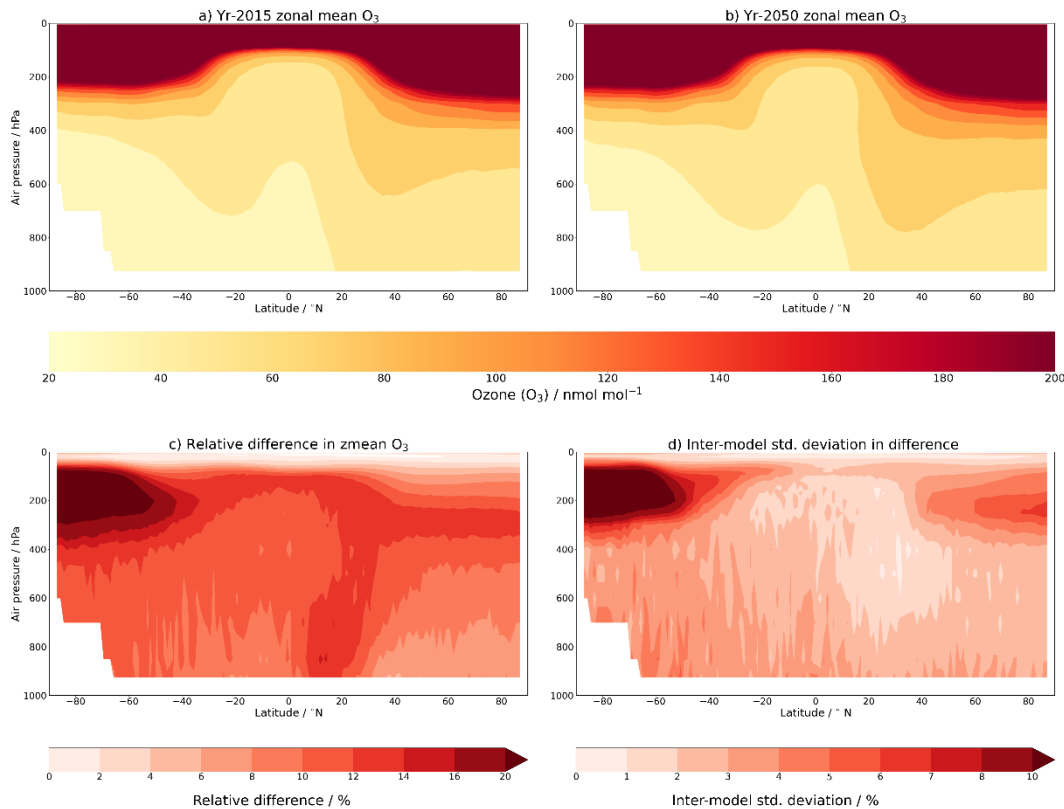 a) Yr-2015 zonal mean O₃
b) Yr-2050 zonal mean O₃
0
200
400
600
800
1000
Air pressure / hPa
−80 −60 −40 −20 0 20 40 60 80
Latitude / °N
0
200
400
600
800
1000
−80 −60 −40 −20 0 20 40 60 80
Latitude / °N
20 40 60 80 100 120 140 160 180 200
Ozone (O₃) / nmol mol⁻¹
c) Relative difference in zmean O₃
d) Inter-model std. deviation in difference
0
200
400
600
800
1000
Air pressure / hPa
−80 −60 −40 −20 0 20 40 60 80
Latitude / °N
0
200
400
600
800
1000
−80 −60 −40 −20 0 20 40 60 80
Latitude / °N
0 2 4 6 8 10 12 14 16 20
Relative difference / %
0 1 2 3 4 5 6 7 8 10
Inter-model std. deviation / %